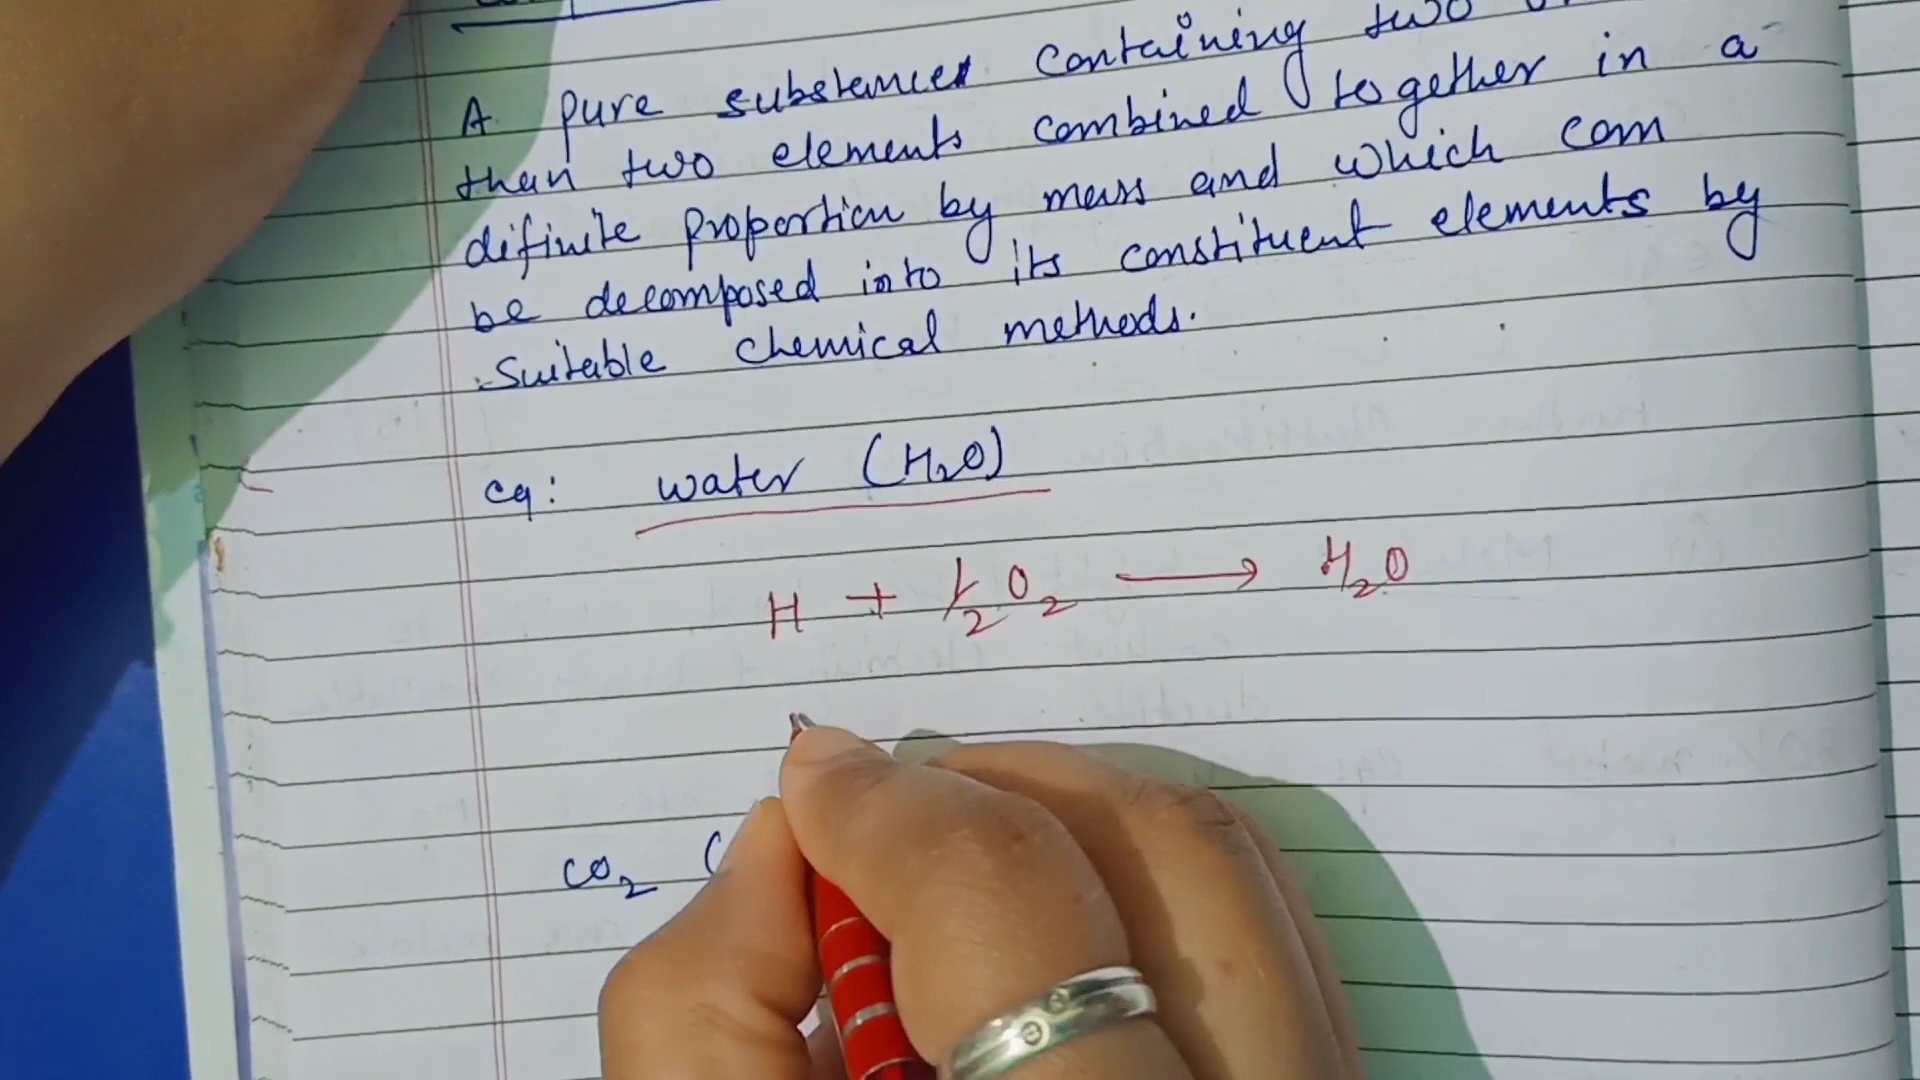 A pure substances containing two
than two elements combined together in a
difinite proportion by mass and which com
be decomposed into its constituent elements by
suitable chemical methods.
eg: water (H₂O)
H + 1/2 O₂ ⟶ H₂O
CO₂ (